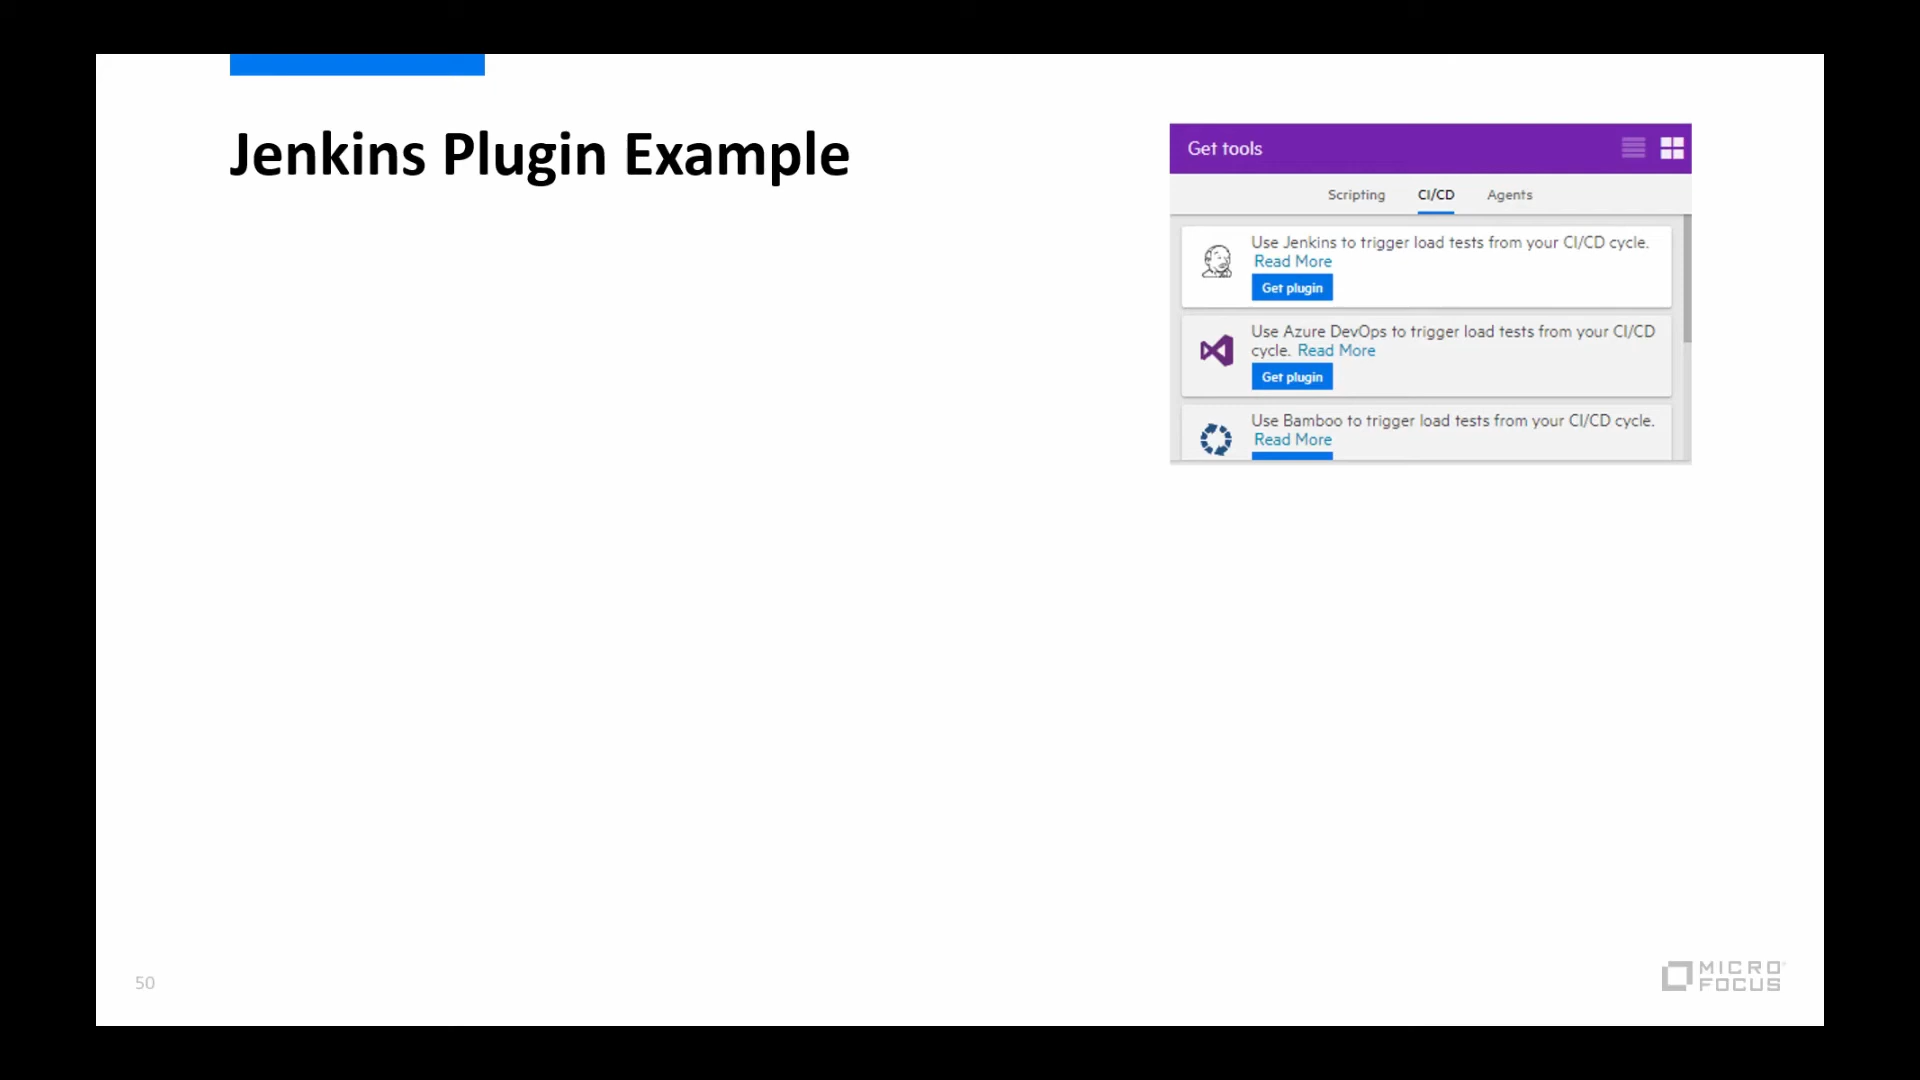 Jenkins Plugin Example
Get tools
Scripting CI/CD Agents
Use Jenkins to trigger load tests from your CI/CD cycle.
Read More
Get plugin
Use Azure DevOps to trigger load tests from your CI/CD
cycle. Read More
Get plugin
Use Bamboo to trigger load tests from your CI/CD cycle.
Read More
50
MICRO
FOCUS